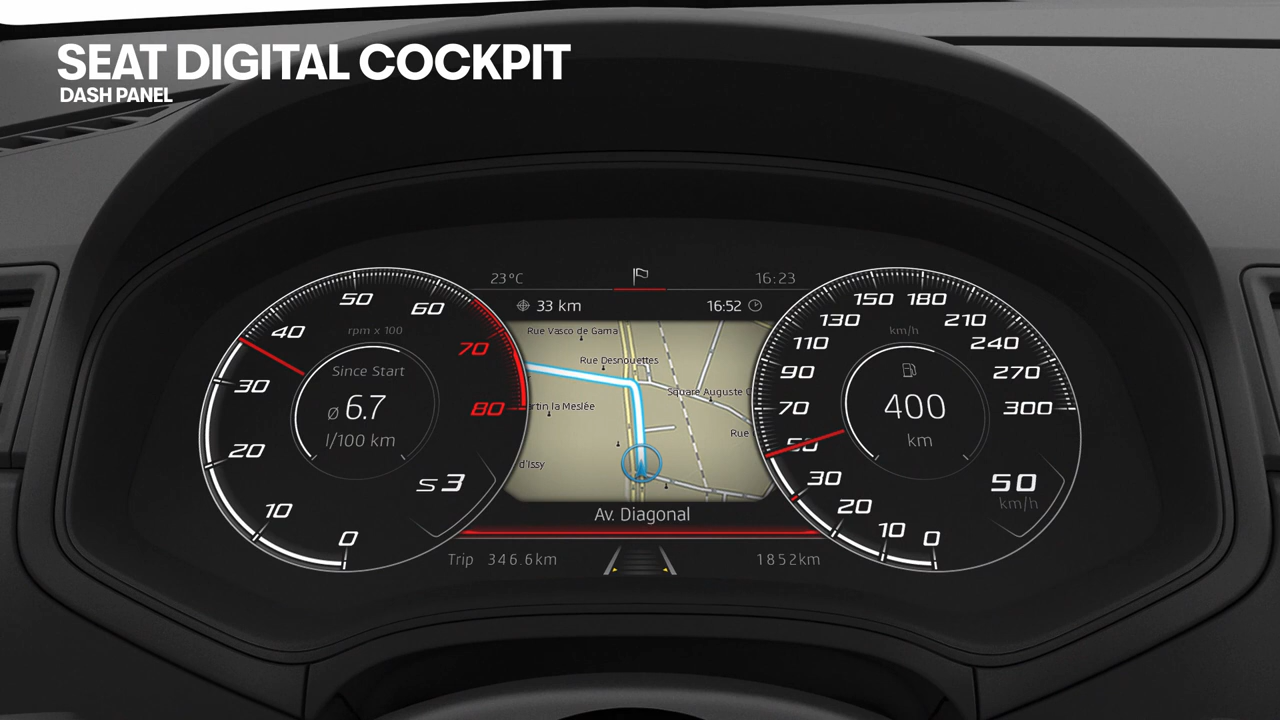 SEAT DIGITAL COCKPIT
DASH PANEL
23°C
16:23
33 km
16:52
50
60
40
70
30
80
20
10
0
rpm x 100
Since Start
ø 6.7
l/100 km
S3
Rue Vasco de Gama
Rue Desnouettes
Square Auguste C
rtin la Meslée
Rue
d'Issy
Av. Diagonal
Trip 346.6km
1852km
150 180
130
210
110
240
90
270
70
300
50
30
20
10
0
km/h
400
km
50
km/h